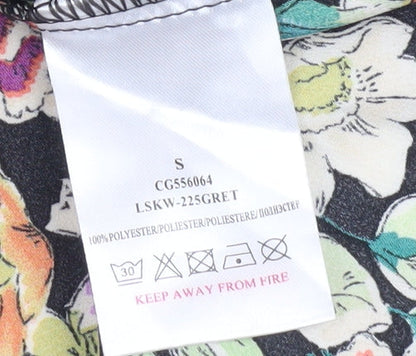 S
CG556064
LSKW-225GRET
100%POLYESTER/POLIESTER/POLIESTERE/ПОЛИЭСТЕР
30
KEEP AWAY FROM FIRE